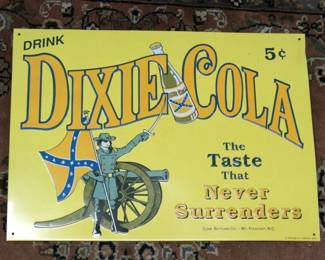 DRINK
5¢
DIXIE COLA
The
Taste
That
Never
Surrenders